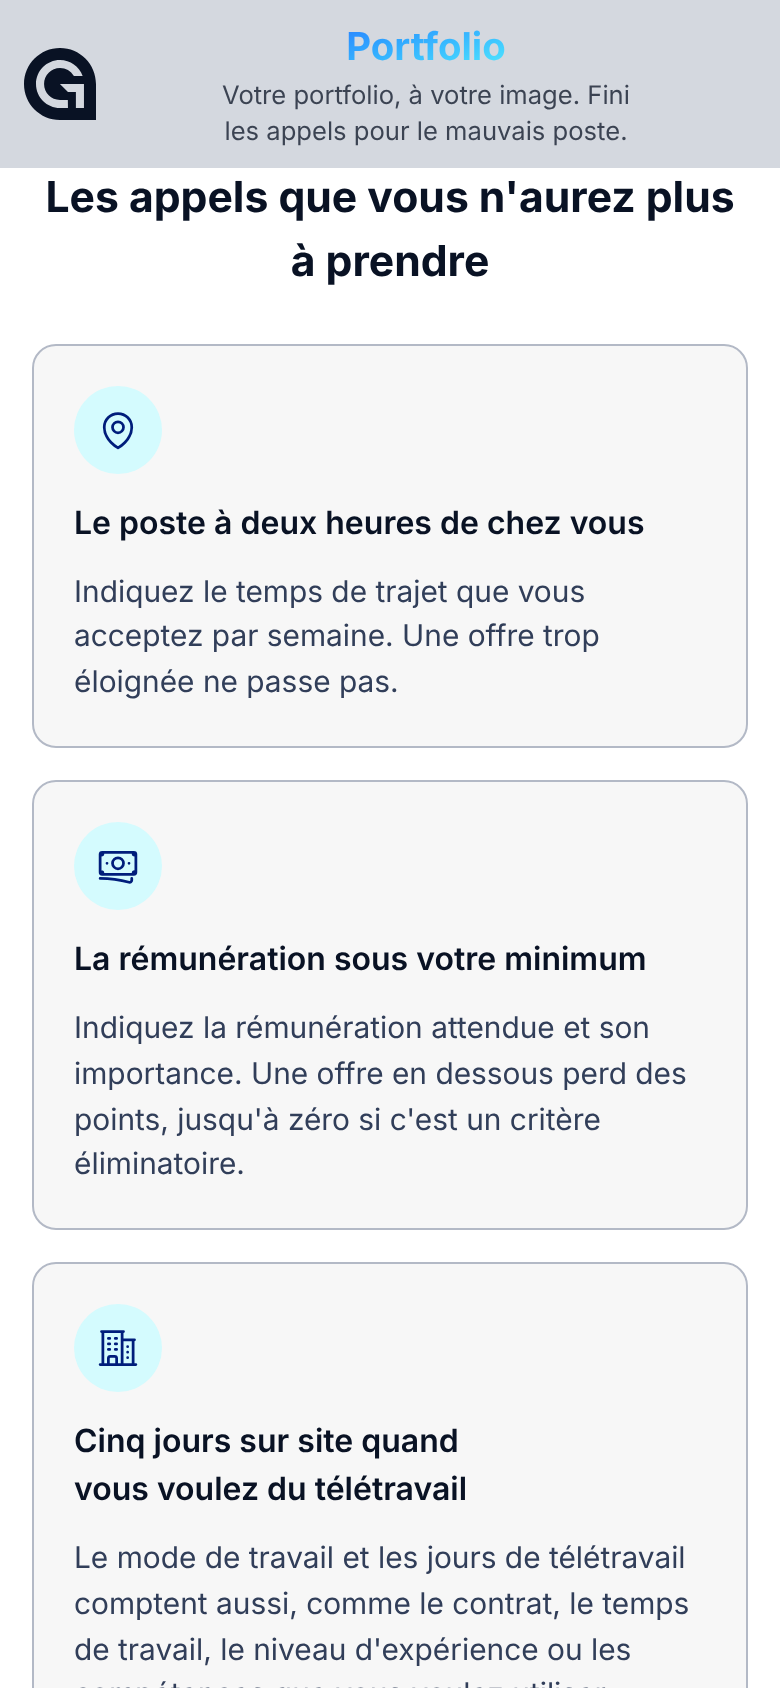 Portfolio
Votre portfolio, à votre image. Fini
les appels pour le mauvais poste.
Les appels que vous n'aurez plus
à prendre
Le poste à deux heures de chez vous
Indiquez le temps de trajet que vous
acceptez par semaine. Une offre trop
éloignée ne passe pas.
La rémunération sous votre minimum
Indiquez la rémunération attendue et son
importance. Une offre en dessous perd des
points, jusqu'à zéro si c'est un critère
éliminatoire.
Cinq jours sur site quand
vous voulez du télétravail
Le mode de travail et les jours de télétravail
comptent aussi, comme le contrat, le temps
de travail, le niveau d'expérience ou les